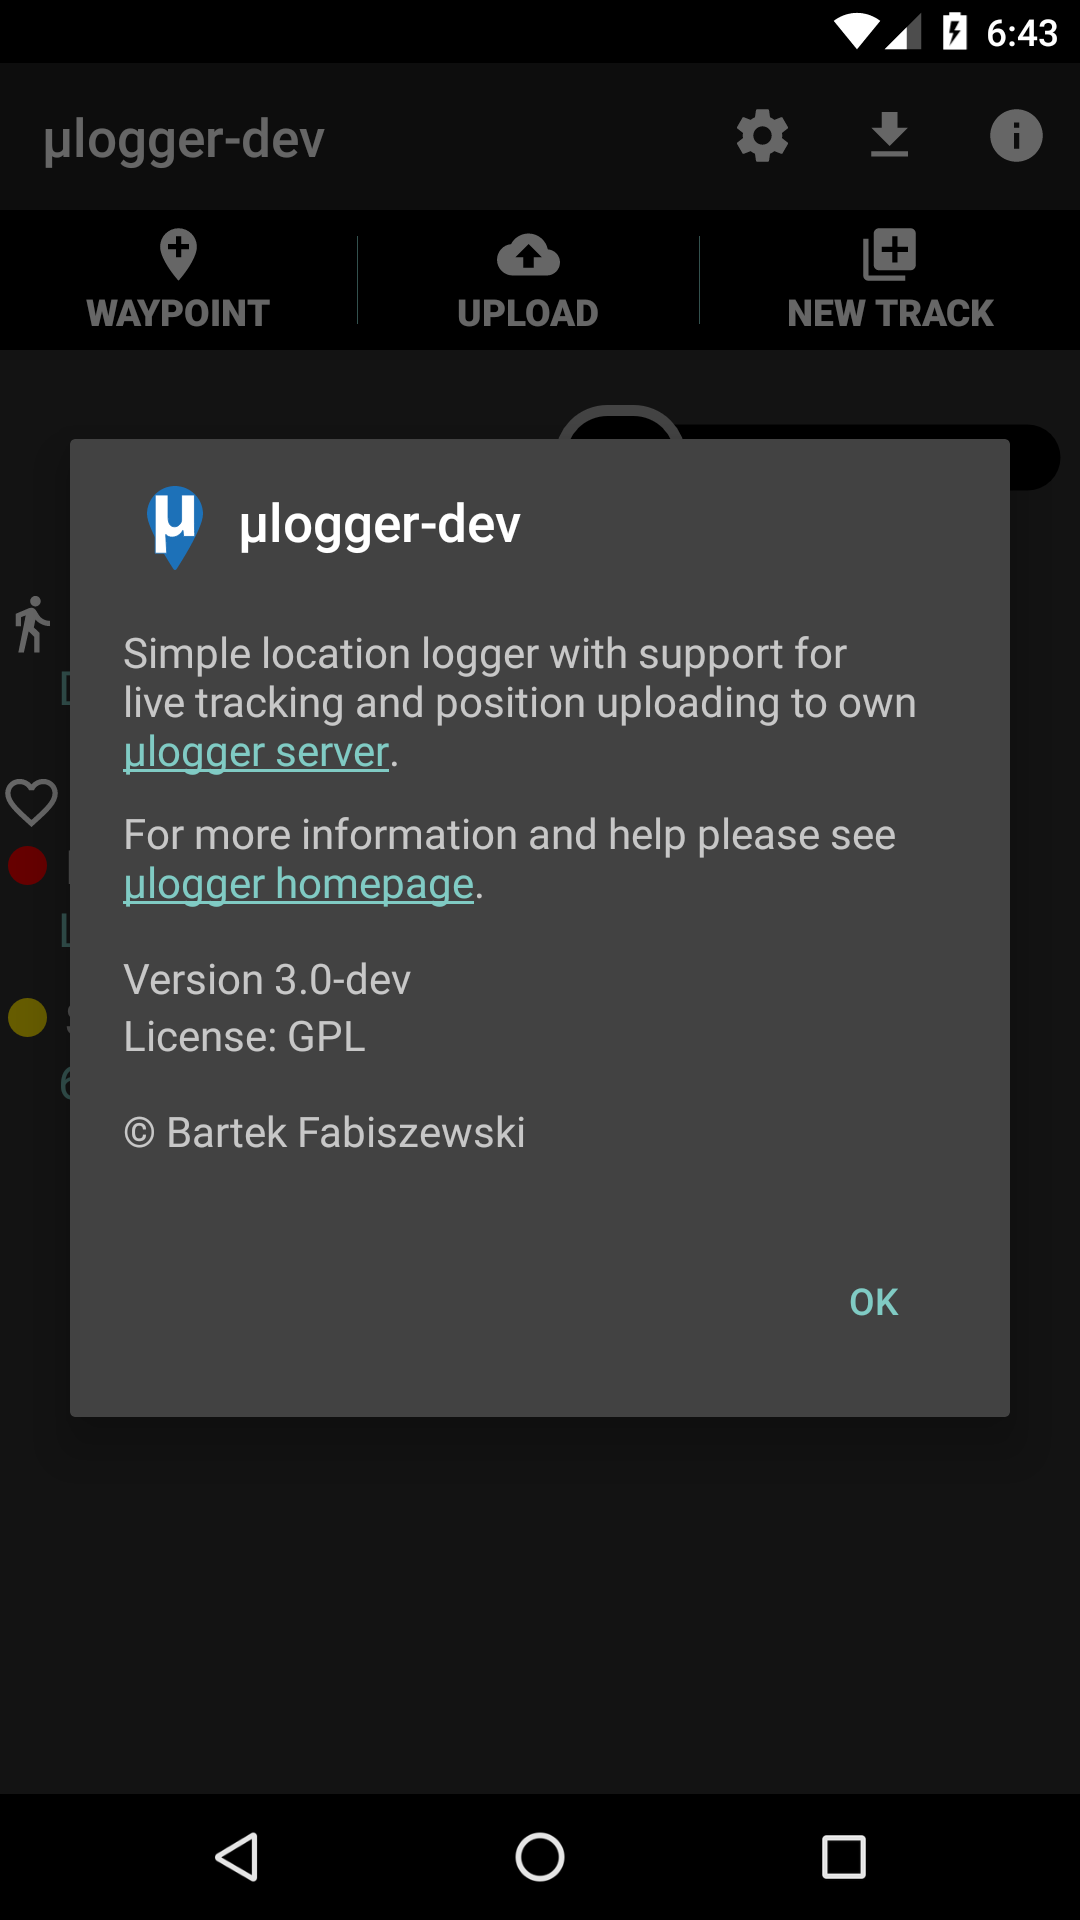 6:43
µlogger-dev
WAYPOINT
UPLOAD
NEW TRACK
µ
µlogger-dev
Simple location logger with support for
live tracking and position uploading to own
µlogger server.
For more information and help please see
µlogger homepage.
Version 3.0-dev
License: GPL
© Bartek Fabiszewski
OK